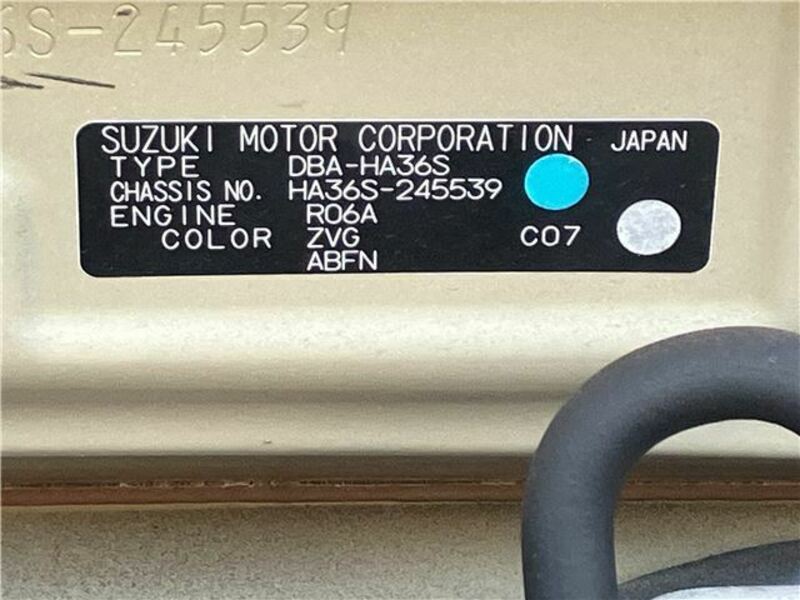 6S-245539
SUZUKI MOTOR CORPORATION JAPAN
TYPE DBA-HA36S
CHASSIS NO. HA36S-245539
ENGINE R06A
COLOR ZVG C07
ABFN